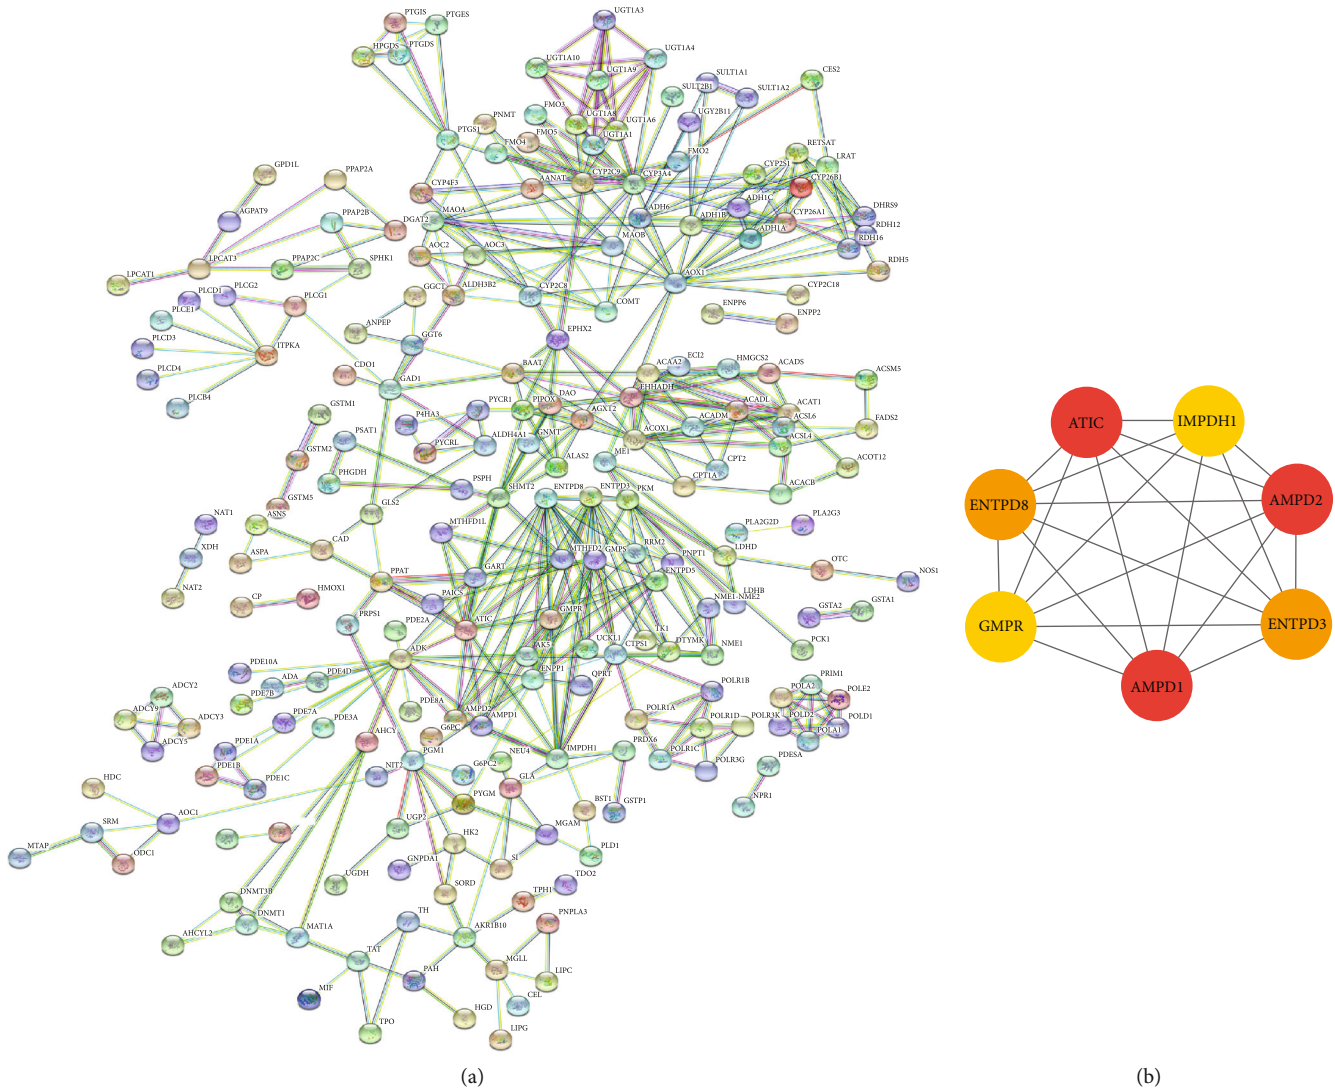 PTGIS
PTGES
HPGDS
PTGDS
UGT1A3
UGT1A4
UGT1A10
UGT1A9
SULT1A1
SULT2B1
SULT1A2
CES2
FMO3
UGT1A8
UGT1A6
UGY2B11
PNMT
PTGS1
FMO5
UGT1A1
FMO4
FMO2
CYP2S1
RETSAT
LRAT
GPD1L
PPAP2A
CYP4F3
AANAT
CYP2C9
CYP3A4
CYP26B1
AGPAT9
PPAP2B
DGAT2
MAOA
ADH6
ADH1B
ADH1C
CYP26A1
DHRS9
RDH12
ADH1A
RDH16
AOC2
AOC3
MAOB
LPCAT1
LPCAT3
PPAP2C
SPHK1
AOX1
RDH5
PLCD1
PLCG2
PLCG1
GGCT
ALDH3B2
CYP2C8
COMT
CYP2C18
PLCE1
ENPP6
ENPP2
PLCD3
ITPKA
ANPEP
GGT6
EPHX2
PLCD4
PLCB4
CDO1
GAD1
BAAT
ACAA2
ECI2
HMGCS2
ACADS
ACSM5
EHHADH
GSTM1
P4HA3
PYCR1
PIPOX
DAO
AGXT2
ACADL
ACAT1
ACADM
ACSL6
FADS2
GSTM2
PSAT1
PYCRL
ALDH4A1
GNMT
ACOX1
ACSL4
ALAS2
ME1
CPT2
ACOT12
GSTM5
PHGDH
PSPH
SHMT2
ENTPD8
ENTPD3
PKM
CPT1A
ACACB
GLS2
NAT1
ASNS
MTHFD1L
PLA2G2D
PLA2G3
XDH
ASPA
CAD
MTHFD2
GMPS
RRM2
PNPT1
LDHD
OTC
NOS1
NAT2
PPAT
GART
ENTPD5
CP
HMOX1
PAICS
NME1-NME2
LDHB
GSTA2
GSTA1
PRPS1
PDE2A
ATIC
GMPR
UCKL1
TK1
DTYMK
NME1
PCK1
ADK
AK5
CTPS1
PDE10A
ADA
PDE4D
ENPP1
QPRT
POLR1B
PRIM1
POLA2
POLE2
ADCY2
PDE7B
PDE8A
AMPD2
AMPD1
POLR1A
POLR1D
POLR3K
POLD2
POLD1
ADCY9
ADCY3
PDE7A
PDE3A
G6PC
POLA1
ADCY5
PDE1A
AHCY
PGM1
NEU4
IMPDH1
PRDX6
POLR1C
POLR3G
PDE1B
PDE1C
NIT2
G6PC2
GLA
PDESA
HDC
PYGM
BST1
GSTP1
NPR1
SRM
AOC1
UGP2
HK2
MGAM
MTAP
ODC1
GNPDA1
SI
PLD1
UGDH
SORD
TDO2
DNMT3B
TPH1
DNMT1
TH
AKR1B10
PNPLA3
AHCYL2
MAT1A
TAT
PAH
MGLL
LIPC
MIF
CEL
HGD
TPO
LIPG
(a)
ATIC
IMPDH1
ENTPD8
AMPD2
GMPR
ENTPD3
AMPD1
(b)